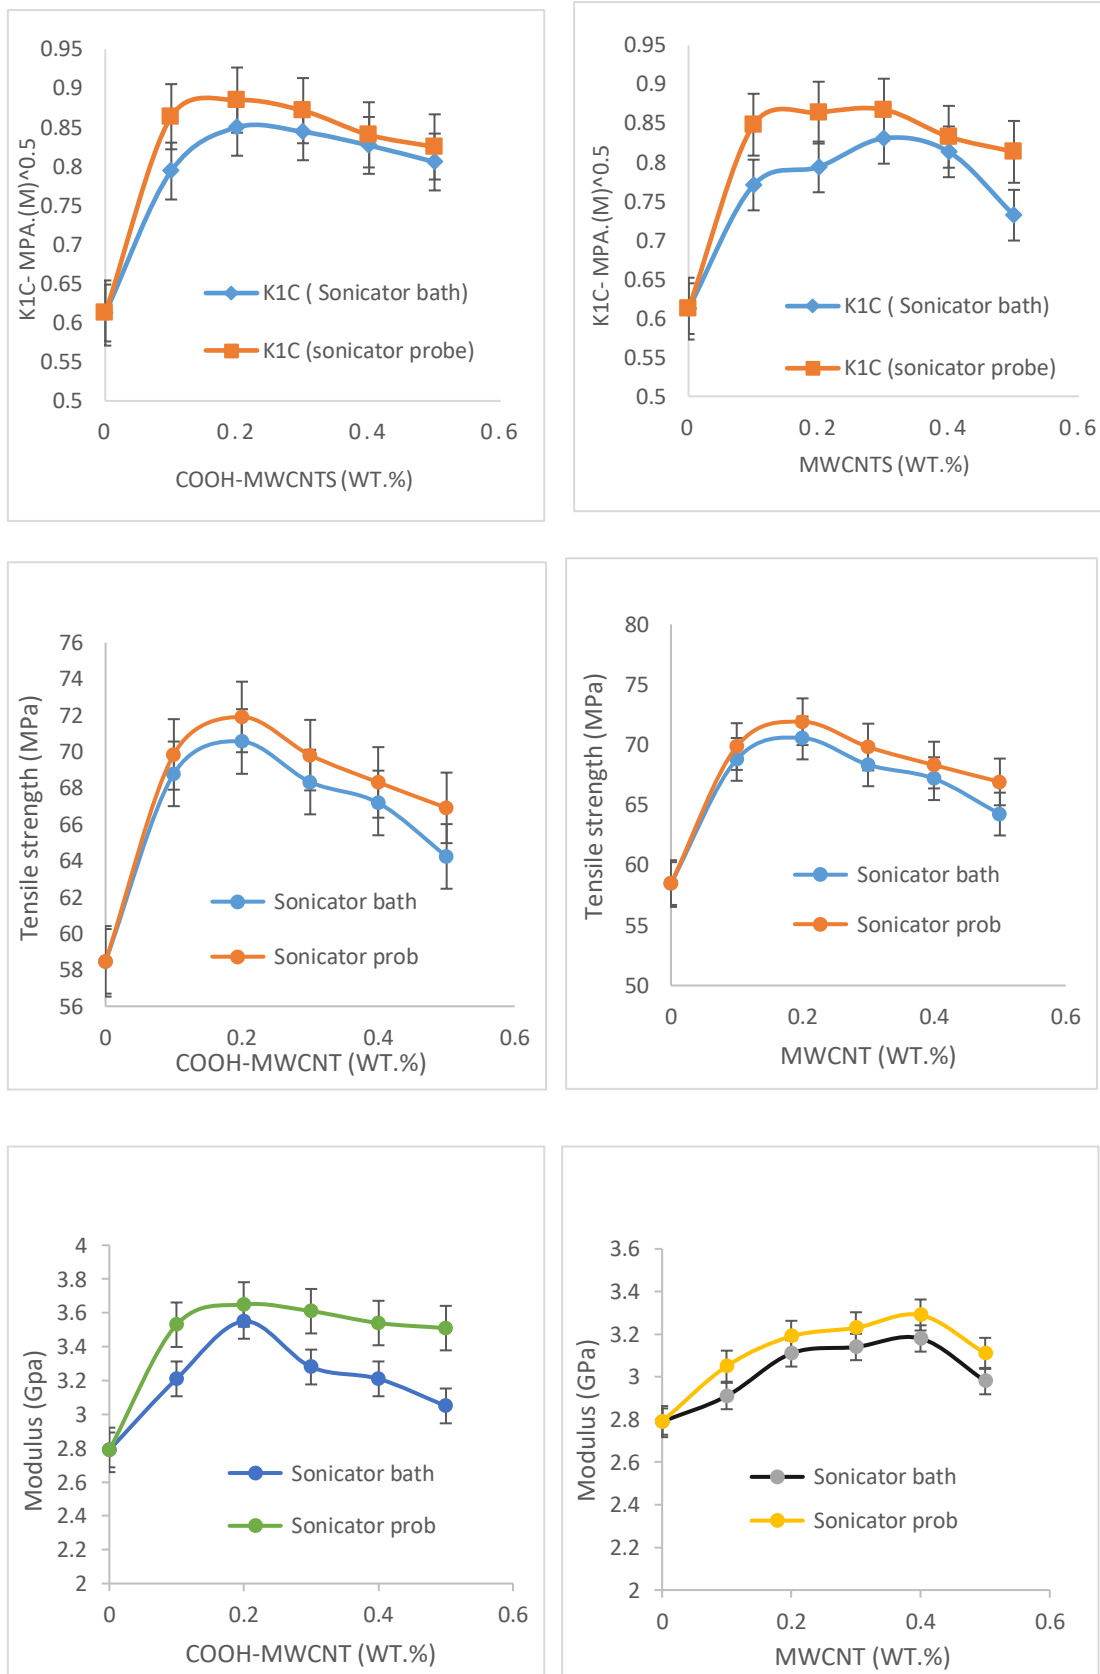 0.95
0.9
0.85
0.8
0.75
0.7
0.65
0.6
0.55
0.5
K1C- MPA.(M)^0.5
K1C ( Sonicator bath)
K1C (sonicator probe)
0 0.2 0.4 0.6
COOH-MWCNTS (WT.%)
0.95
0.9
0.85
0.8
0.75
0.7
0.65
0.6
0.55
0.5
K1C- MPA.(M)^0.5
K1C ( Sonicator bath)
K1C (sonicator probe)
0 0.2 0.4 0.6
MWCNTS (WT.%)
76
74
72
70
68
66
64
62
60
58
56
Tensile strength (MPa)
Sonicator bath
Sonicator prob
0 0.2 0.4 0.6
COOH-MWCNT (WT.%)
80
75
70
65
60
55
50
Tensile strength (MPa)
Sonicator bath
Sonicator prob
0 0.2 0.4 0.6
MWCNT (WT.%)
4
3.8
3.6
3.4
3.2
3
2.8
2.6
2.4
2.2
2
Modulus (Gpa)
Sonicator bath
Sonicator prob
0 0.2 0.4 0.6
COOH-MWCNT (WT.%)
3.6
3.4
3.2
3
2.8
2.6
2.4
2.2
2
Modulus (GPa)
Sonicator bath
Sonicator prob
0 0.2 0.4 0.6
MWCNT (WT.%)